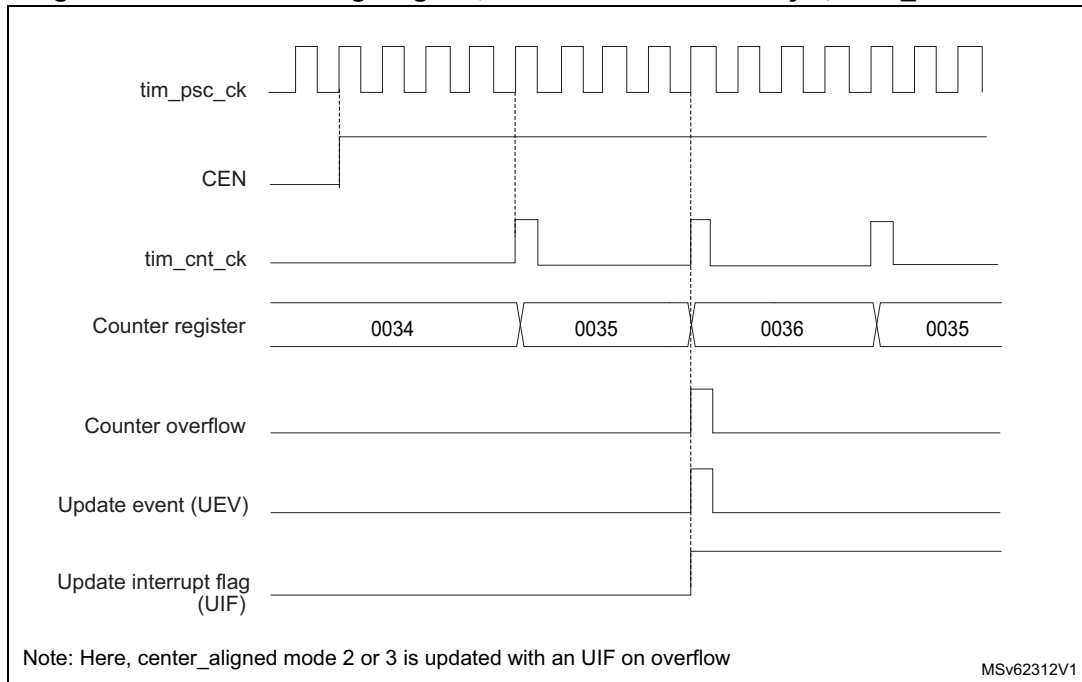 tim_psc_ck
CEN
tim_cnt_ck
Counter register
0034
0035
0036
0035
Counter overflow
Update event (UEV)
Update interrupt flag
(UIF)
Note: Here, center_aligned mode 2 or 3 is updated with an UIF on overflow
MSv62312V1